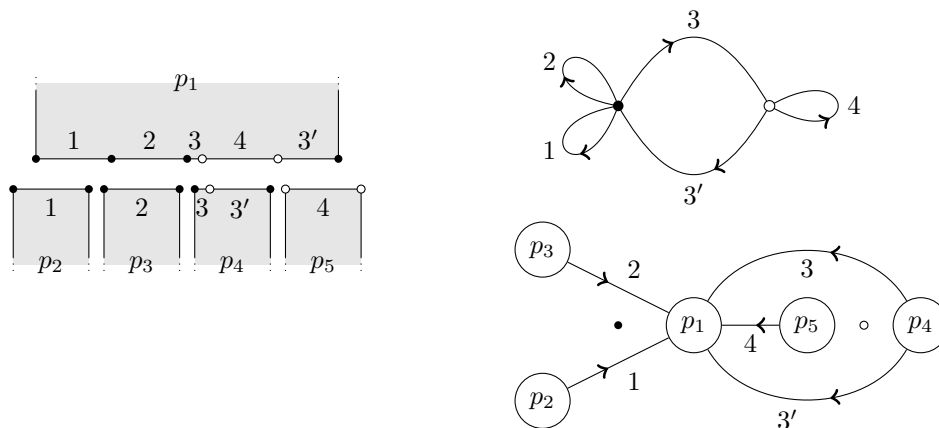 p₁
1 2 3 4 3′
1 2 3 3′ 4
p₂ p₃ p₄ p₅
3
2
4
1
3′
p₃
2 3
p₁ p₅ p₄
4
1
p₂
3′